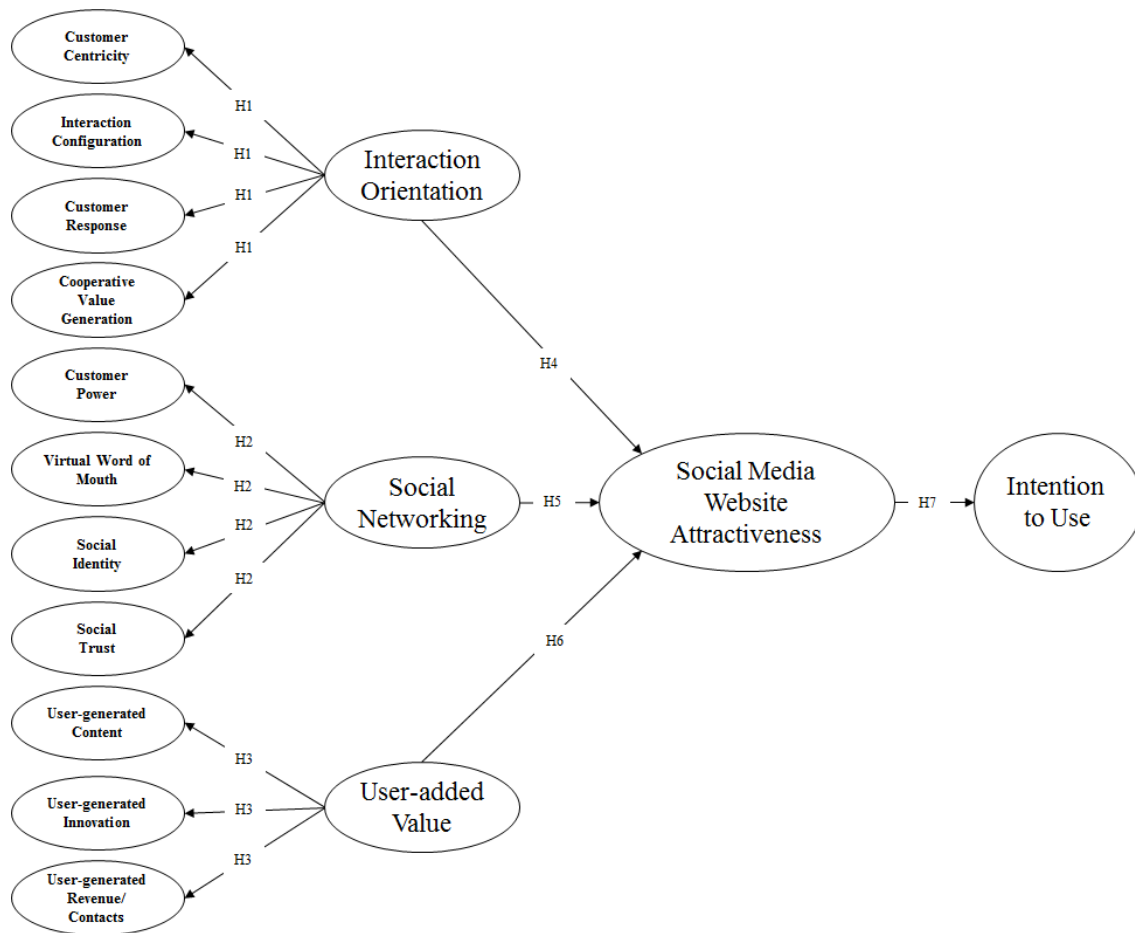 Customer
Centricity
H1
Interaction
Configuration
H1
Interaction
Orientation
Customer
Response
H1
H1
Cooperative
Value
Generation
H4
Customer
Power
H2
Virtual Word of
Mouth
H2
Social
Networking
H5
Social Media
Website
Attractiveness
H7
Intention
to Use
Social
Identity
H2
H2
Social
Trust
H6
User-generated
Content
H3
User-generated
Innovation
H3
User-added
Value
H3
User-generated
Revenue/
Contacts